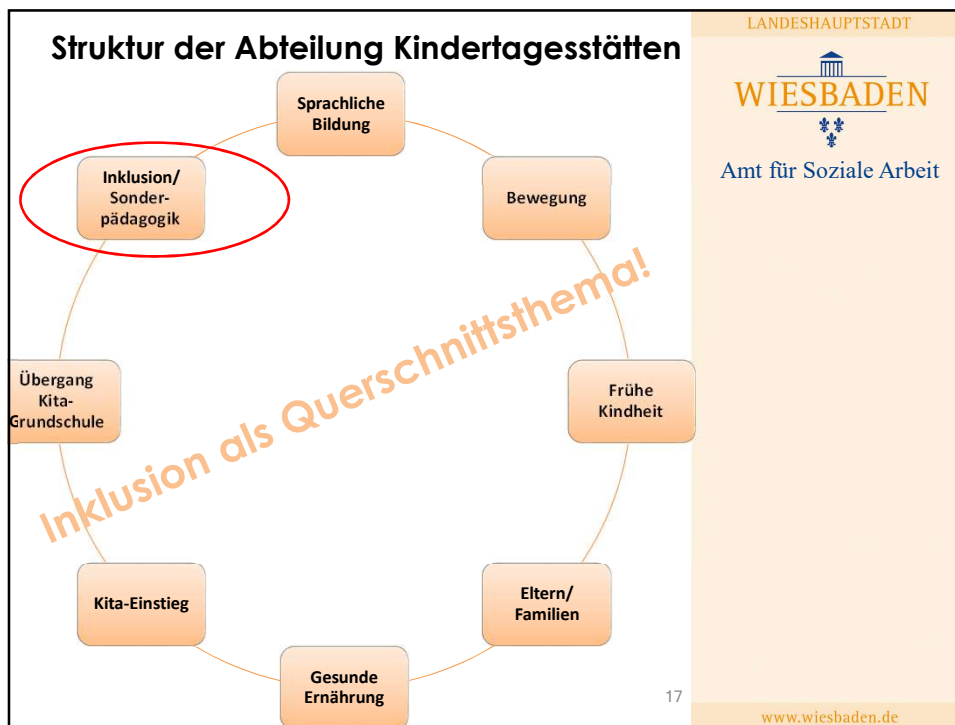 Struktur der Abteilung Kindertagesstätten
Sprachliche
Bildung
Bewegung
Frühe
Kindheit
Eltern/
Familien
Gesunde
Ernährung
Kita-Einstieg
Übergang
Kita-
Grundschule
Inklusion/
Sonder-
pädagogik
Inklusion als Querschnittsthema!
17
LANDESHAUPTSTADT
WIESBADEN
Amt für Soziale Arbeit
www.wiesbaden.de